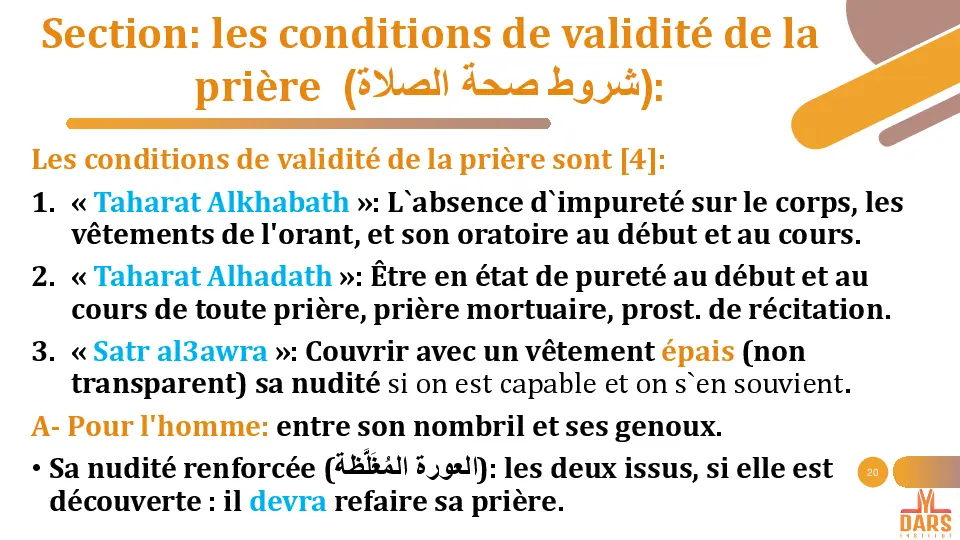 Section: les conditions de validité de la
prière (شروط صحة الصلاة):
Les conditions de validité de la prière sont [4]:
1. « Taharat Alkhabath »: L`absence d`impureté sur le corps, les
vêtements de l'orant, et son oratoire au début et au cours.
2. « Taharat Alhadath »: Être en état de pureté au début et au
cours de toute prière, prière mortuaire, prost. de récitation.
3. « Satr al3awra »: Couvrir avec un vêtement épais (non
transparent) sa nudité si on est capable et on s`en souvient.
A- Pour l'homme: entre son nombril et ses genoux.
• Sa nudité renforcée (العورة المُغَلَّظة): les deux issus, si elle est
découverte : il devra refaire sa prière.
20
DARS
INSTITUT